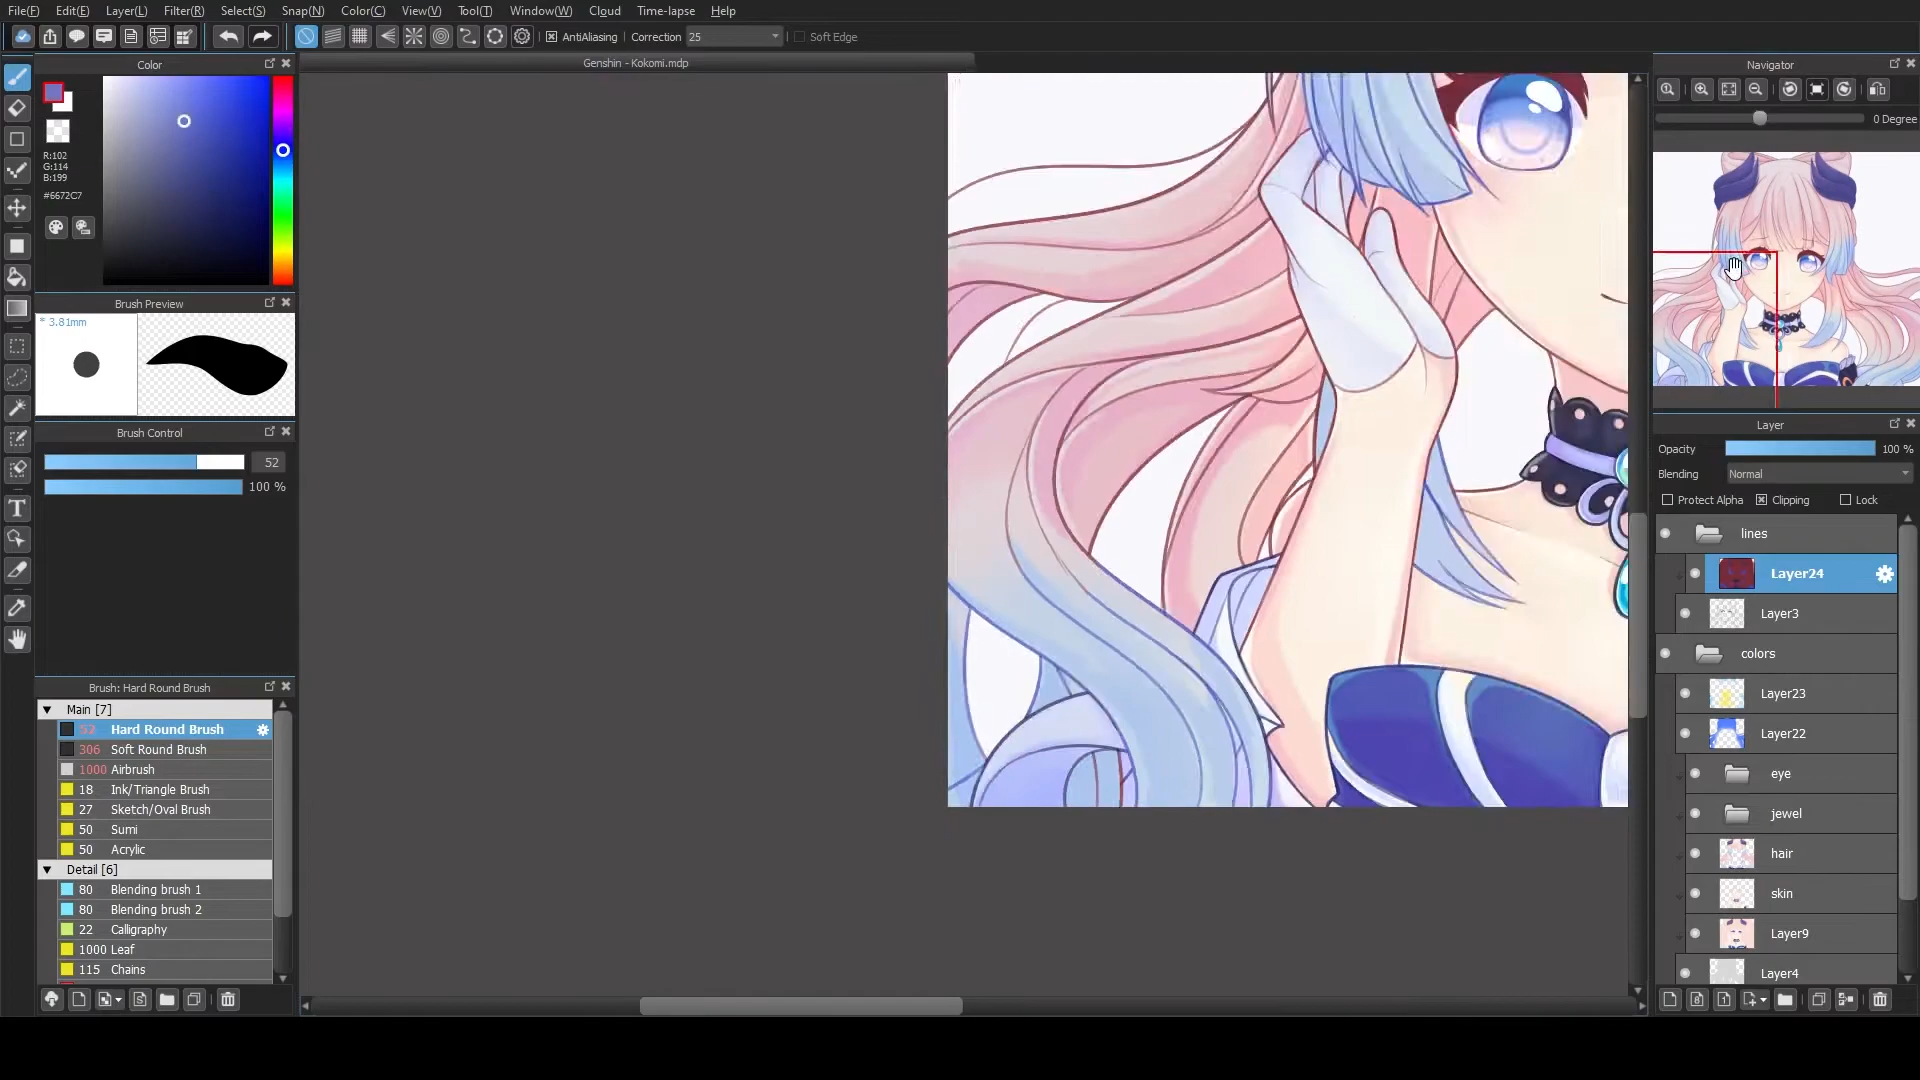 File(F) Edit(E) Layer(L) Filter(R) Select(S) Snap(N) Color(C) View(V) Tool(T) Window(W) Cloud Time-lapse Help
AntiAliasing Correction 25 Soft Edge
Color
R:102
G:114
B:199
#6672C7
Brush Preview
* 3.81mm
Brush Control
52
100 %
Brush: Hard Round Brush
Main [7]
52 Hard Round Brush
306 Soft Round Brush
1000 Airbrush
18 Ink/Triangle Brush
27 Sketch/Oval Brush
50 Sumi
50 Acrylic
Detail [6]
80 Blending brush 1
80 Blending brush 2
22 Calligraphy
1000 Leaf
115 Chains
Genshin - Kokomi.mdp
Navigator
0 Degree
Layer
Opacity 100 %
Blending Normal
Protect Alpha Clipping Lock
lines
Layer24
Layer3
colors
Layer23
Layer22
eye
jewel
hair
skin
Layer9
Layer4